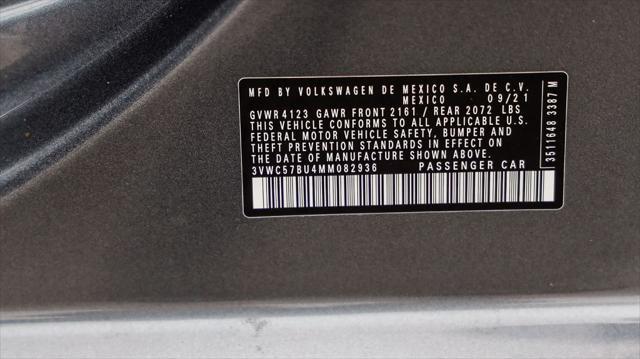 MFD BY VOLKSWAGEN DE MEXICO S.A. DE C.V.
MEXICO 09/21
GVWR 4123 GAWR FRONT 2161 / REAR 2072 LBS
THIS VEHICLE CONFORMS TO ALL APPLICABLE U.S.
FEDERAL MOTOR VEHICLE SAFETY, BUMPER AND
THEFT PREVENTION STANDARDS IN EFFECT ON
THE DATE OF MANUFACTURE SHOWN ABOVE.
3VWC57BU4MM082936 PASSENGER CAR
3511648 3387 M